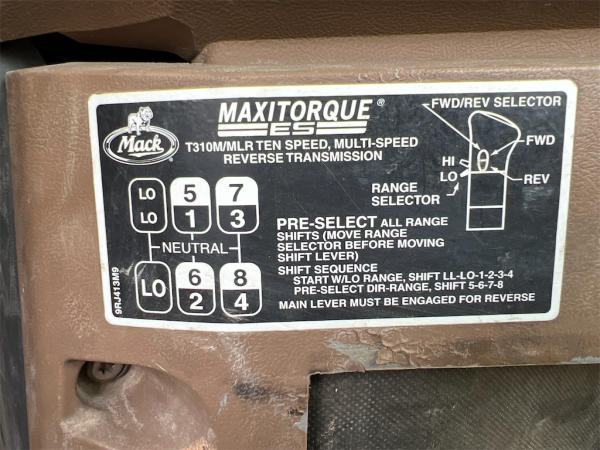 Mack
MAXITORQUE ®
ES
T310M/MLR TEN SPEED, MULTI-SPEED
REVERSE TRANSMISSION
FWD/REV SELECTOR
FWD
HI
LO
REV
RANGE
SELECTOR
LO 5 7
LO 1 3
NEUTRAL
LO 6 8
2 4
PRE-SELECT ALL RANGE
SHIFTS (MOVE RANGE
SELECTOR BEFORE MOVING
SHIFT LEVER)
SHIFT SEQUENCE
START W/LO RANGE, SHIFT LL-LO-1-2-3-4
PRE-SELECT DIR-RANGE, SHIFT 5-6-7-8
MAIN LEVER MUST BE ENGAGED FOR REVERSE
9RJ413M9